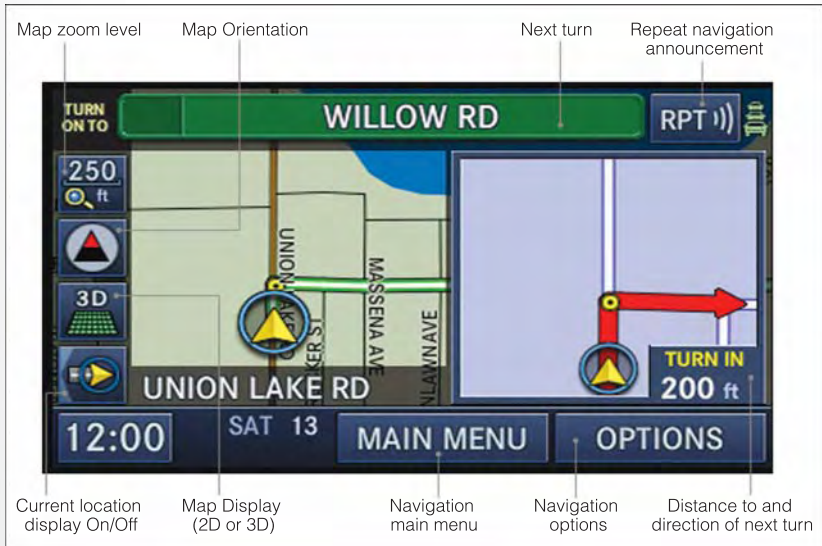 Map zoom level
Map Orientation
Next turn
Repeat navigation
announcement
TURN
ON TO
WILLOW RD
RPT
250
ft
3D
UNION
MASSENA AVE
UNION LAKE RD
TURN IN
200 ft
12:00
SAT 13
MAIN MENU
OPTIONS
Current location
display On/Off
Map Display
(2D or 3D)
Navigation
main menu
Navigation
options
Distance to and
direction of next turn